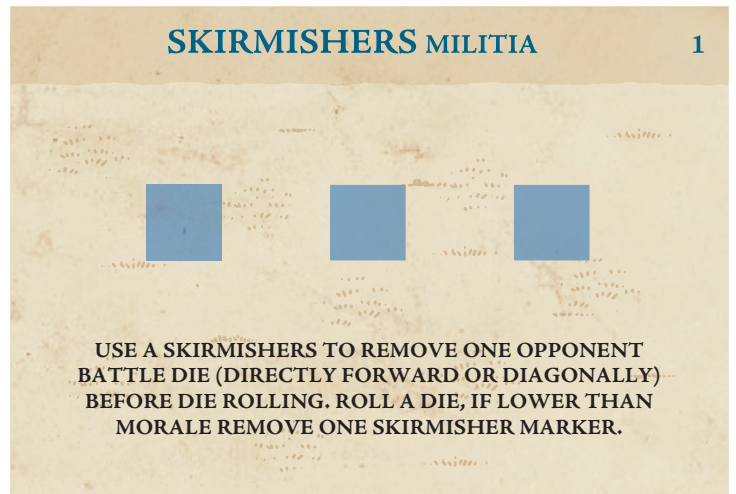 SKIRMISHERS MILITIA 1
USE A SKIRMISHERS TO REMOVE ONE OPPONENT
BATTLE DIE (DIRECTLY FORWARD OR DIAGONALLY)
BEFORE DIE ROLLING. ROLL A DIE, IF LOWER THAN
MORALE REMOVE ONE SKIRMISHER MARKER.